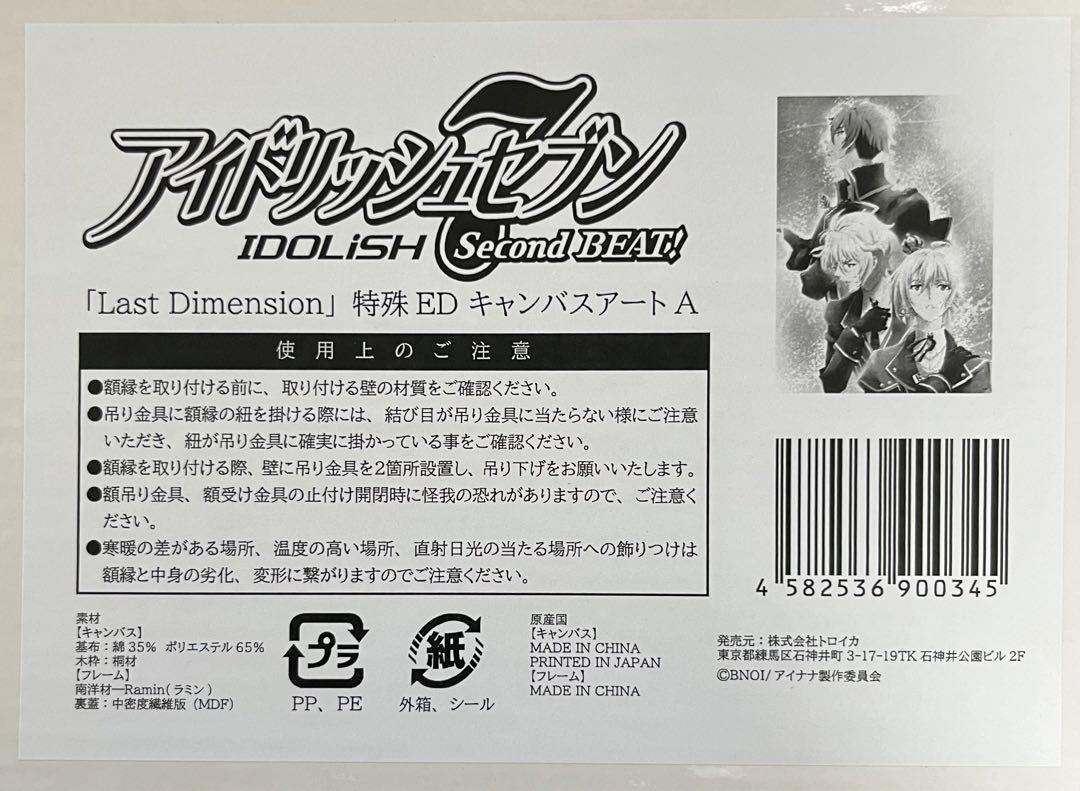 アイドリッシュセブン
IDOLiSH 7 Second BEAT!
「Last Dimension」特殊ED キャンバスアートA
使用上のご注意
●額縁を取り付ける前に、取り付ける壁の材質をご確認ください。
●吊り金具に額縁の紐を掛ける際には、結び目が吊り金具に当たらない様にご注意
いただき、紐が吊り金具に確実に掛かっている事をご確認ください。
●額縁を取り付ける際、壁に吊り金具を2箇所設置し、吊り下げをお願いいたします。
●額吊り金具、額受け金具の止付け開閉時に怪我の恐れがありますので、ご注意く
ださい。
●寒暖の差がある場所、温度の高い場所、直射日光の当たる場所への飾りつけは
額縁と中身の劣化、変形に繋がりますのでご注意ください。
素材
【キャンバス】
基布：綿35% ポリエステル65%
木枠：桐材
【フレーム】
南洋材—Ramin(ラミン)
裏蓋：中密度繊維版（MDF）
プラ
PP、PE
紙
外箱、シール
原産国
【キャンバス】
MADE IN CHINA
PRINTED IN JAPAN
【フレーム】
MADE IN CHINA
4 582536 900345
発売元：株式会社トロイカ
東京都練馬区石神井町 3-17-19TK 石神井公園ビル 2F
©BNOI/アイナナ製作委員会